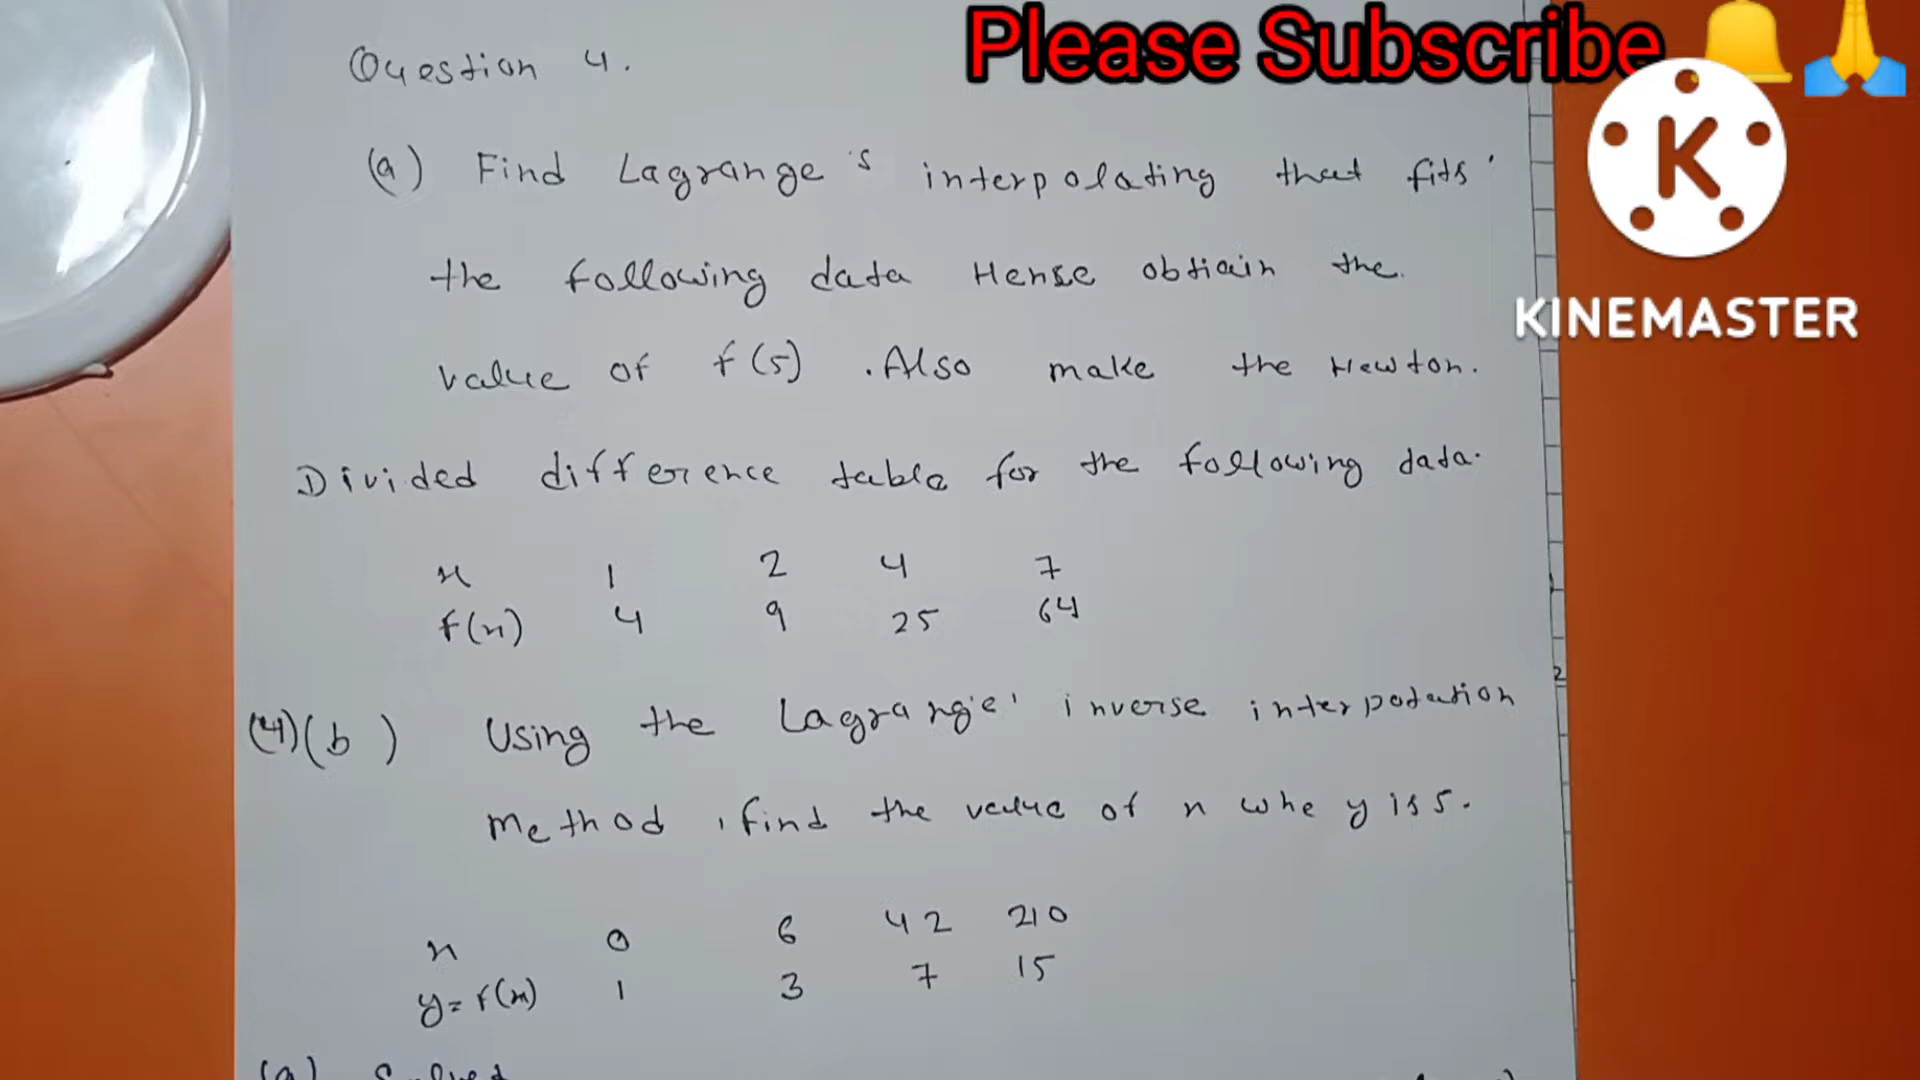 Please Subscribe
Question 4.
(a) Find Lagrange's interpolating that fits
the following data Hense obtiain the.
value of f(5). Also make the Newton.
Divided difference table for the following data.
x 1 2 4 7
f(x) 4 9 25 64
(4)(b) Using the Lagrange' inverse interpotation
Method, find the value of x whe y is 5.
x 0 6 42 210
y=f(x) 1 3 7 15
(a) Solved
K
KINEMASTER
2